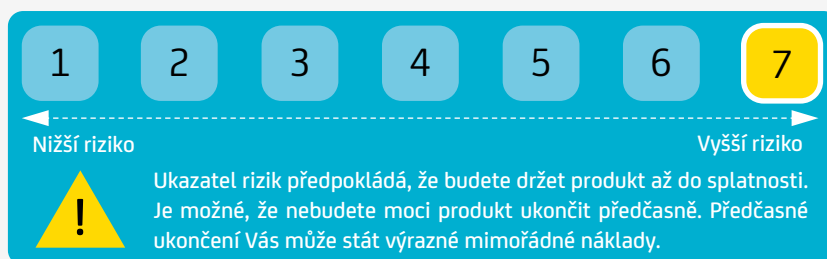 1 2 3 4 5 6 7
Nižší riziko Vyšší riziko
Ukazatel rizik předpokládá, že budete držet produkt až do splatnosti.
! Je možné, že nebudete moci produkt ukončit předčasně. Předčasné
ukončení Vás může stát výrazné mimořádné náklady.